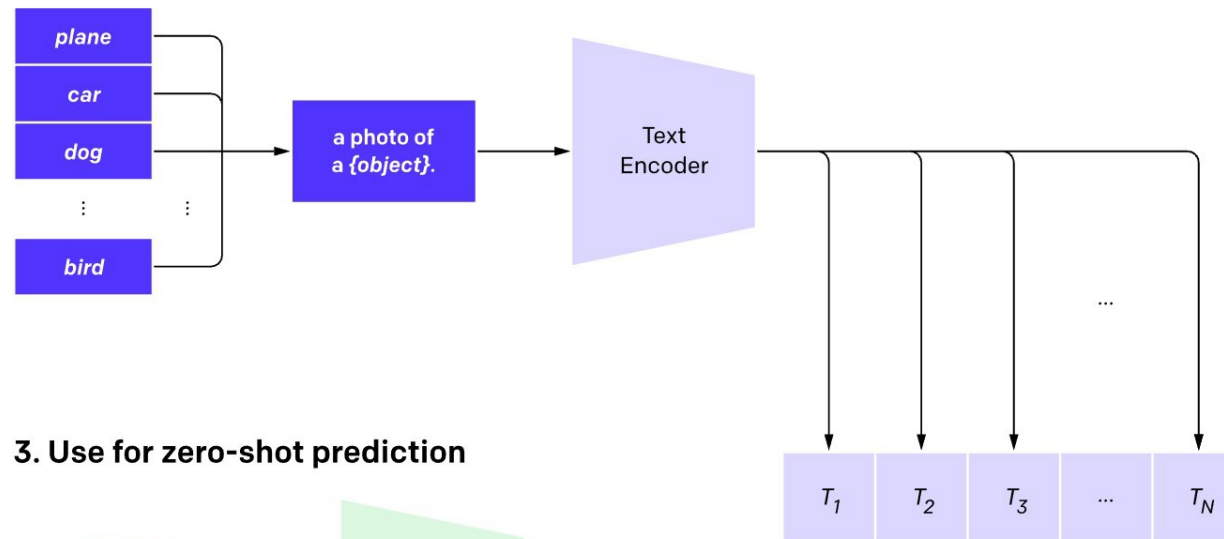 plane
car
dog
⋮ ⋮
bird
a photo of
a {object}.
Text
Encoder
...
3. Use for zero-shot prediction
T1 T2 T3 ... TN